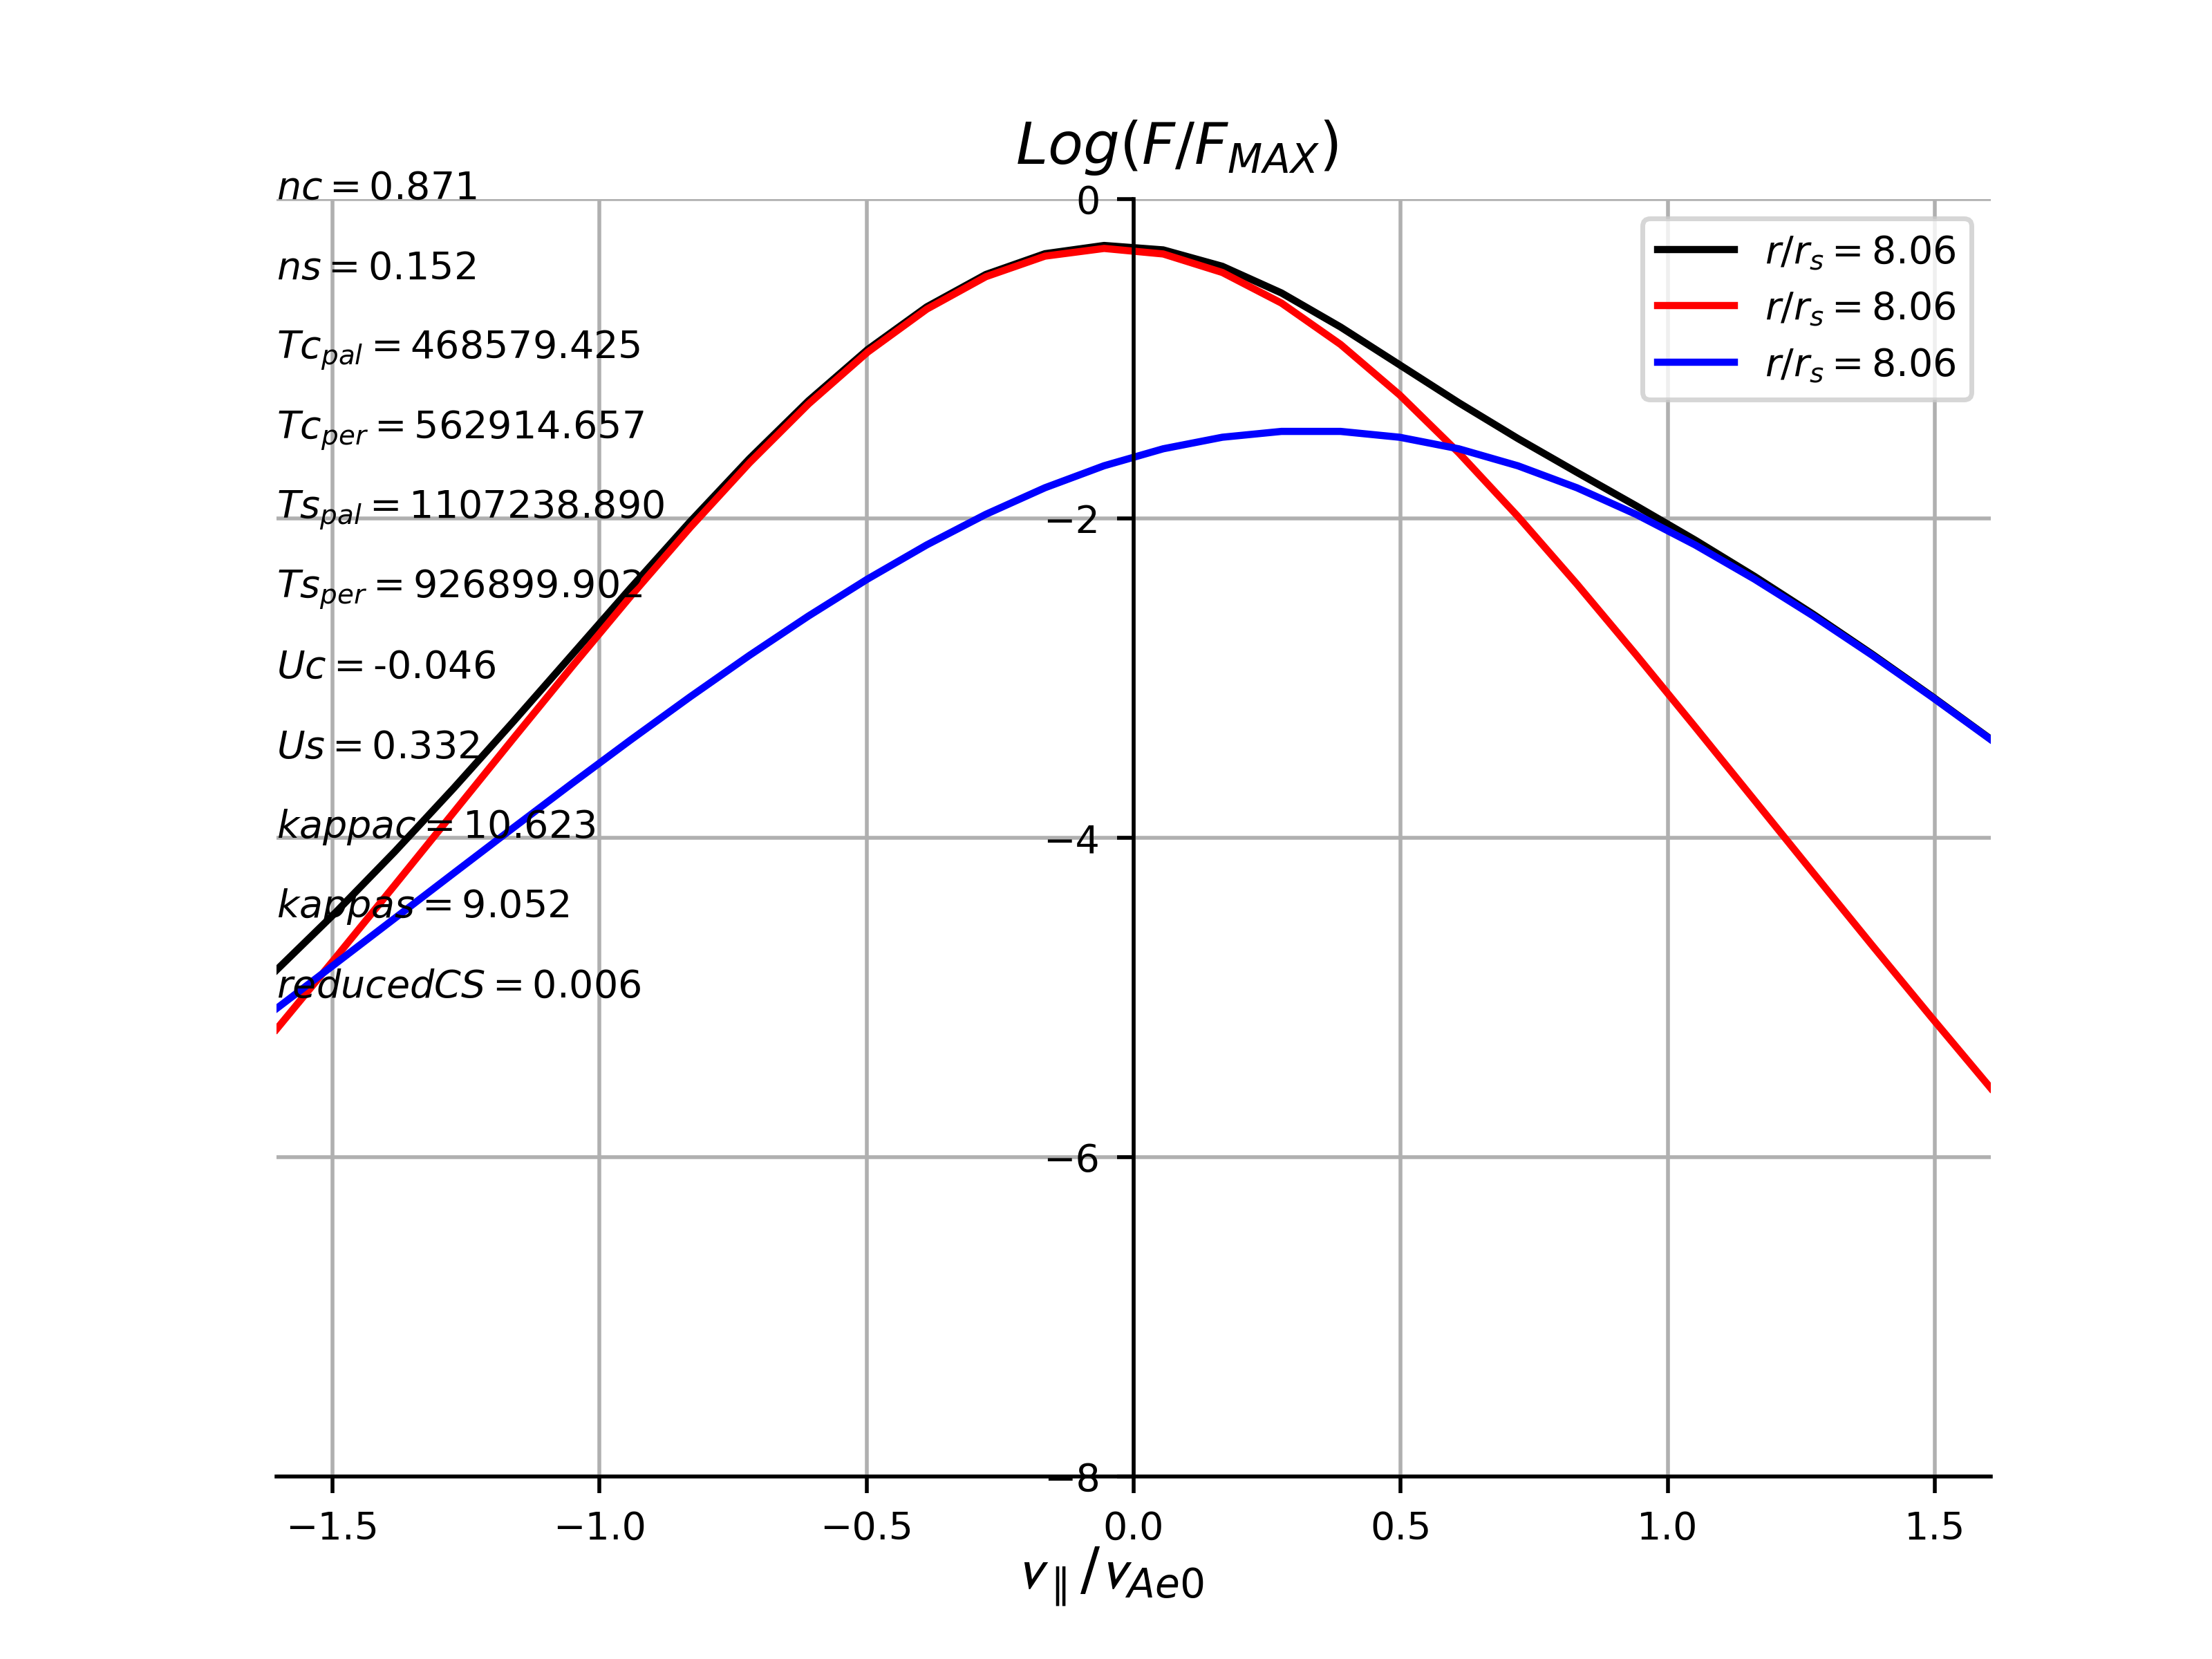 Log(F/F_MAX)
nc = 0.871
ns = 0.152
Tc_pal = 468579.425
Tc_per = 562914.657
Ts_pal = 1107238.890
Ts_per = 926899.902
Uc = -0.046
Us = 0.332
kappac = 10.623
kappas = 9.052
reducedCS = 0.006
0
−2
−4
−6
−8
r/r_s = 8.06
r/r_s = 8.06
r/r_s = 8.06
−1.5 −1.0 −0.5 0.0 0.5 1.0 1.5
v_∥/v_Ae0